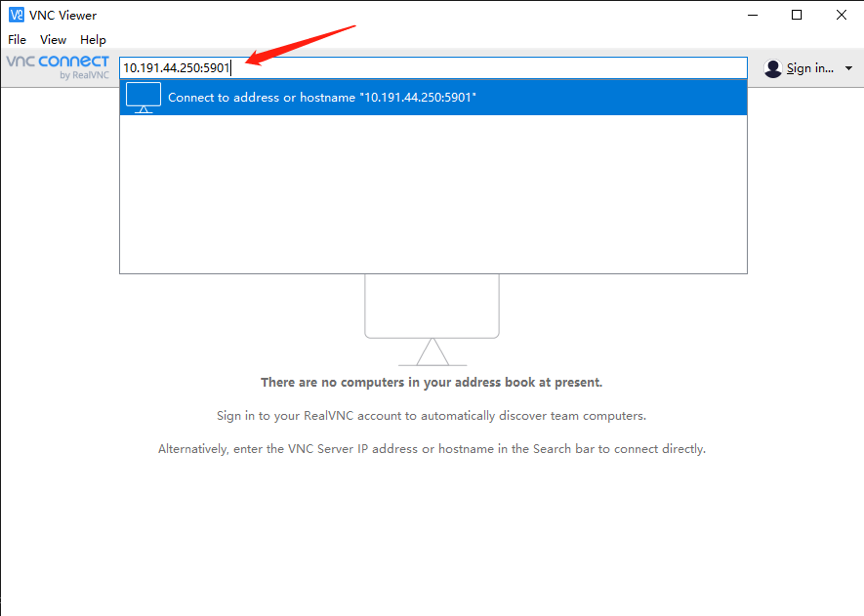 VNC Viewer
File View Help
vnc connect
by RealVNC
10.191.44.250:5901
Sign in...
Connect to address or hostname "10.191.44.250:5901"
There are no computers in your address book at present.
Sign in to your RealVNC account to automatically discover team computers.
Alternatively, enter the VNC Server IP address or hostname in the Search bar to connect directly.